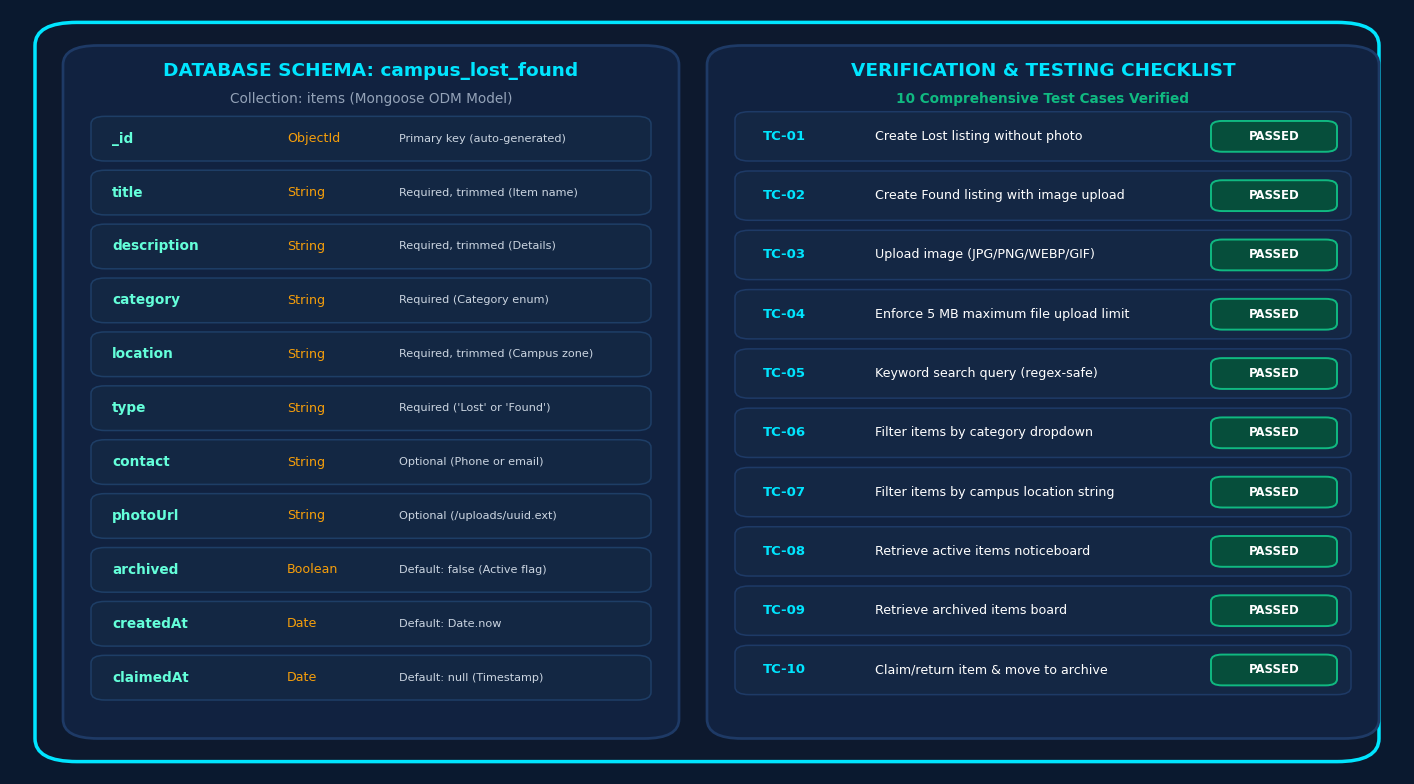 DATABASE SCHEMA: campus_lost_found
Collection: items (Mongoose ODM Model)
_id ObjectId Primary key (auto-generated)
title String Required, trimmed (Item name)
description String Required, trimmed (Details)
category String Required (Category enum)
location String Required, trimmed (Campus zone)
type String Required ('Lost' or 'Found')
contact String Optional (Phone or email)
photoUrl String Optional (/uploads/uuid.ext)
archived Boolean Default: false (Active flag)
createdAt Date Default: Date.now
claimedAt Date Default: null (Timestamp)
VERIFICATION & TESTING CHECKLIST
10 Comprehensive Test Cases Verified
TC-01 Create Lost listing without photo PASSED
TC-02 Create Found listing with image upload PASSED
TC-03 Upload image (JPG/PNG/WEBP/GIF) PASSED
TC-04 Enforce 5 MB maximum file upload limit PASSED
TC-05 Keyword search query (regex-safe) PASSED
TC-06 Filter items by category dropdown PASSED
TC-07 Filter items by campus location string PASSED
TC-08 Retrieve active items noticeboard PASSED
TC-09 Retrieve archived items board PASSED
TC-10 Claim/return item & move to archive PASSED